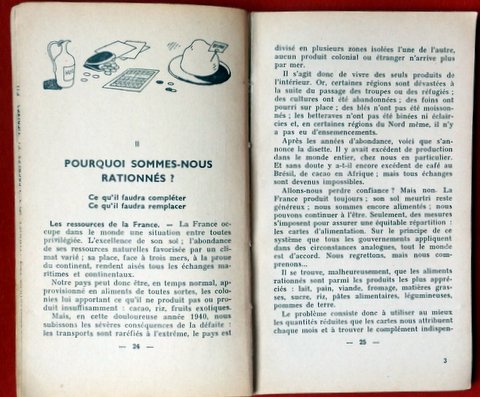 II
POURQUOI SOMMES-NOUS
RATIONNÉS ?
Ce qu'il faudra compléter
Ce qu'il faudra remplacer
Les ressources de la France. — La France occu-
pe dans le monde une situation entre toutes
privilégiée. L'excellence de son sol ; l'abondance
de ses ressources naturelles favorisée par un cli-
mat varié ; sa place, face à trois mers, à la proue
du continent, rendent aisés tous les échanges ma-
ritimes et continentaux.
Notre pays peut donc être, en temps normal, ap-
provisionné en aliments de toutes sortes, les colo-
nies lui apportant ce qu'il ne produit pas ou pro-
duit insuffisamment : cacao, riz, fruits exotiques.
Mais, en cette douloureuse année 1940, nous
subissons les sévères conséquences de la défaite :
les transports sont raréfiés à l'extrême, le pays est
— 24 —
divisé en plusieurs zones isolées l'une de l'autre,
aucun produit colonial ou étranger n'arrive plus
par mer.
Il s'agit donc de vivre des seuls produits de
l'intérieur. Or, certaines régions sont dévastées à
la suite du passage des troupes ou des réfugiés ;
des cultures ont été abandonnées ; des foins ont
pourri sur place ; des blés n'ont pas été moisson-
nés ; les betteraves n'ont pas été binées ni éclair-
cies et, en certaines régions du Nord même, il n'y
a pas eu d'ensemencements.
Après les années d'abondance, voici que s'an-
nonce la disette. Il y avait excédent de production
dans le monde entier, chez nous en particulier.
Et sans doute y a-t-il encore excédent de café au
Brésil, de cacao en Afrique ; mais tous échanges
sont devenus impossibles.
Allons-nous perdre confiance ? Mais non. La
France produit toujours ; son sol meurtri reste
généreux ; nous sommes encore alimentés ; nous
pouvons continuer à l'être. Seulement, des mesures
s'imposent pour assurer une équitable répartition :
les cartes d'alimentation. Sur le principe de ce
système que tous les gouvernements appliquent
dans des circonstances analogues, tout le monde
est d'accord. Nous regrettons, mais nous com-
prenons...
Il se trouve, malheureusement, que les aliments
rationnés sont parmi les produits les plus appré-
ciés : lait, pain, viande, fromage, matières gras-
ses, sucre, riz, pâtes alimentaires, légumineuses,
pommes de terre.
Le problème consiste donc à utiliser au mieux
les quantités réduites que les cartes nous attribuent
chaque mois et à trouver le complément indispen-
— 25 —
3